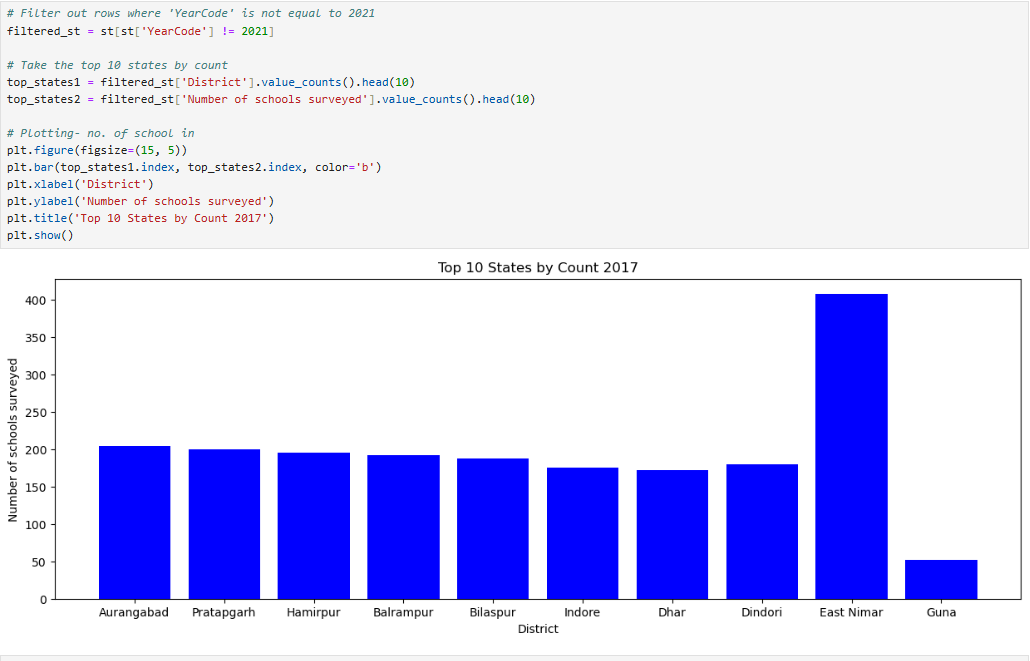 # Filter out rows where 'YearCode' is not equal to 2021
filtered_st = st[st['YearCode'] != 2021]
# Take the top 10 states by count
top_states1 = filtered_st['District'].value_counts().head(10)
top_states2 = filtered_st['Number of schools surveyed'].value_counts().head(10)
# Plotting- no. of school in
plt.figure(figsize=(15, 5))
plt.bar(top_states1.index, top_states2.index, color='b')
plt.xlabel('District')
plt.ylabel('Number of schools surveyed')
plt.title('Top 10 States by Count 2017')
plt.show()
Top 10 States by Count 2017
Number of schools surveyed
400
350
300
250
200
150
100
50
0
Aurangabad Pratapgarh Hamirpur Balrampur Bilaspur Indore Dhar Dindori East Nimar Guna
District